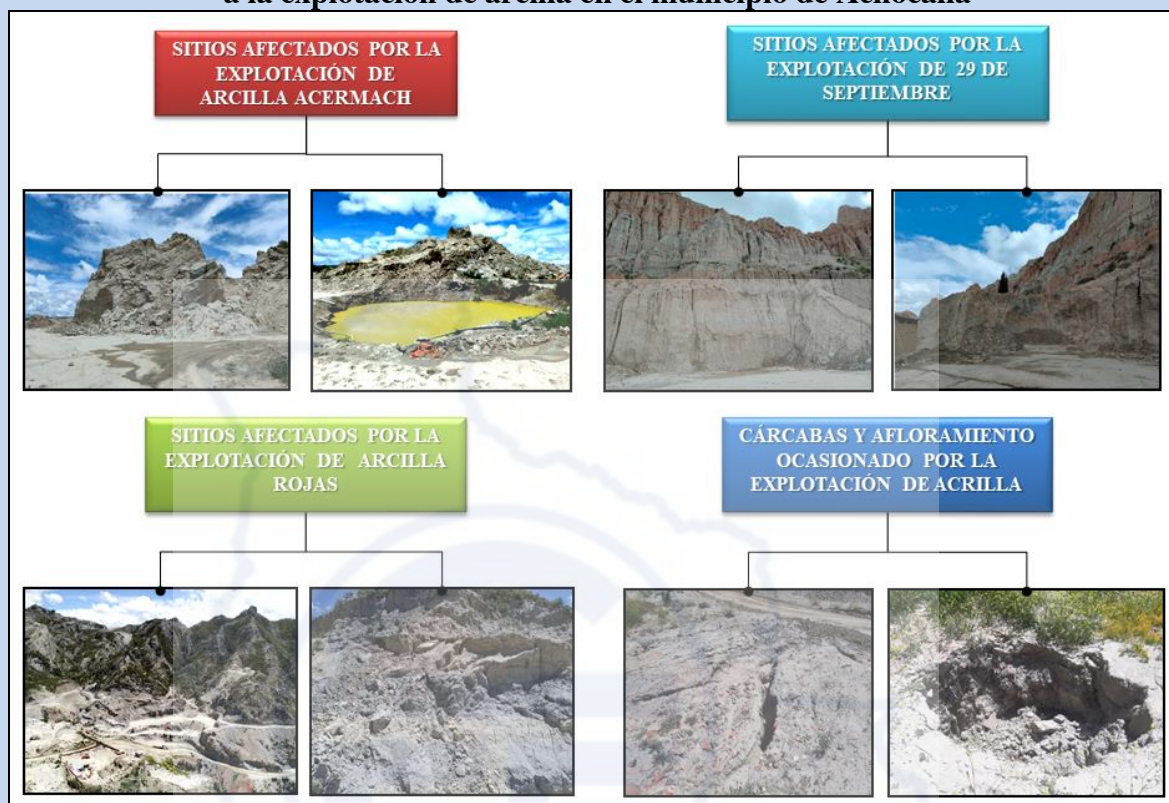 a la explotación de arcilla en el municipio de Achocalla
SITIOS AFECTADOS POR LA
EXPLOTACIÓN DE
ARCILLA ACERMACH
SITIOS AFECTADOS POR LA
EXPLOTACIÓN DE 29 DE
SEPTIEMBRE
SITIOS AFECTADOS POR LA
EXPLOTACIÓN DE ARCILLA
ROJAS
CÁRCABAS Y AFLORAMIENTO
OCASIONADO POR LA
EXPLOTACIÓN DE ACRILLA